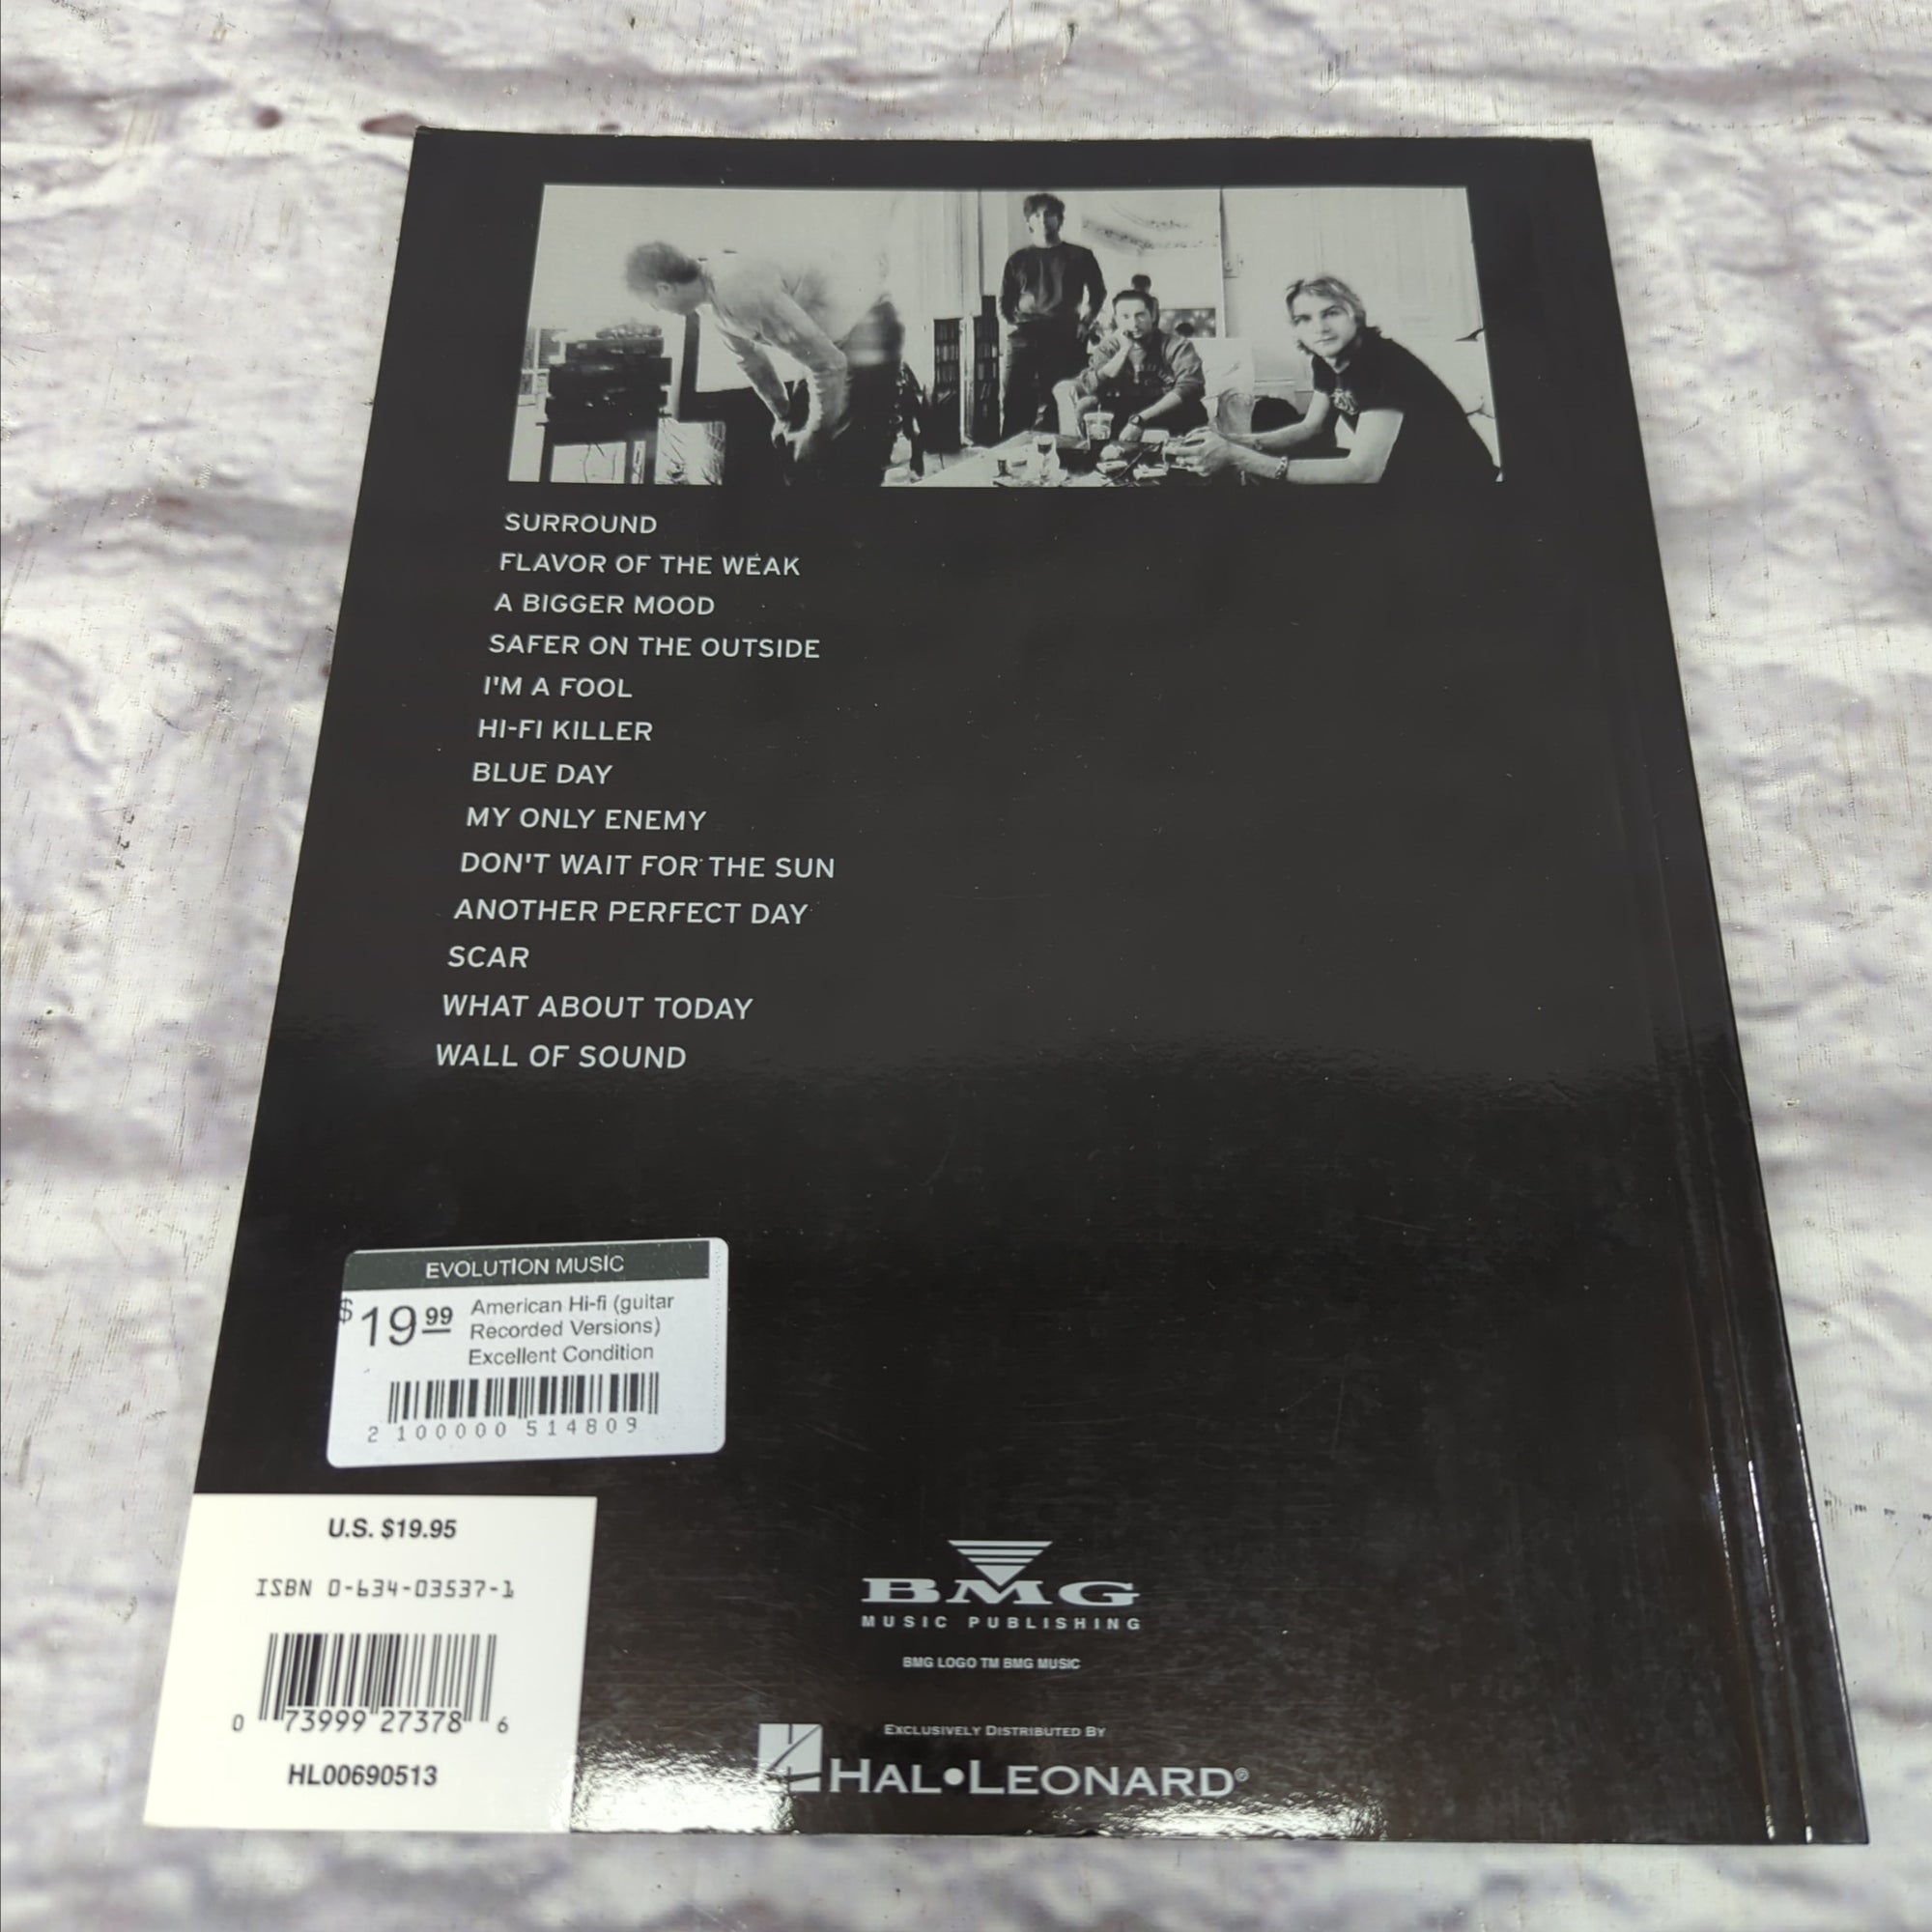 SURROUND
FLAVOR OF THE WEAK
A BIGGER MOOD
SAFER ON THE OUTSIDE
I'M A FOOL
HI-FI KILLER
BLUE DAY
MY ONLY ENEMY
DON'T WAIT FOR THE SUN
ANOTHER PERFECT DAY
SCAR
WHAT ABOUT TODAY
WALL OF SOUND
EVOLUTION MUSIC
$19.99
American Hi-fi (guitar
Recorded Versions)
Excellent Condition
2 100000 514809
U.S. $19.95
ISBN 0-634-03537-1
0 73999 27378 6
HL00690513
BMG
MUSIC PUBLISHING
BMG LOGO TM BMG MUSIC
EXCLUSIVELY DISTRIBUTED BY
HAL•LEONARD®